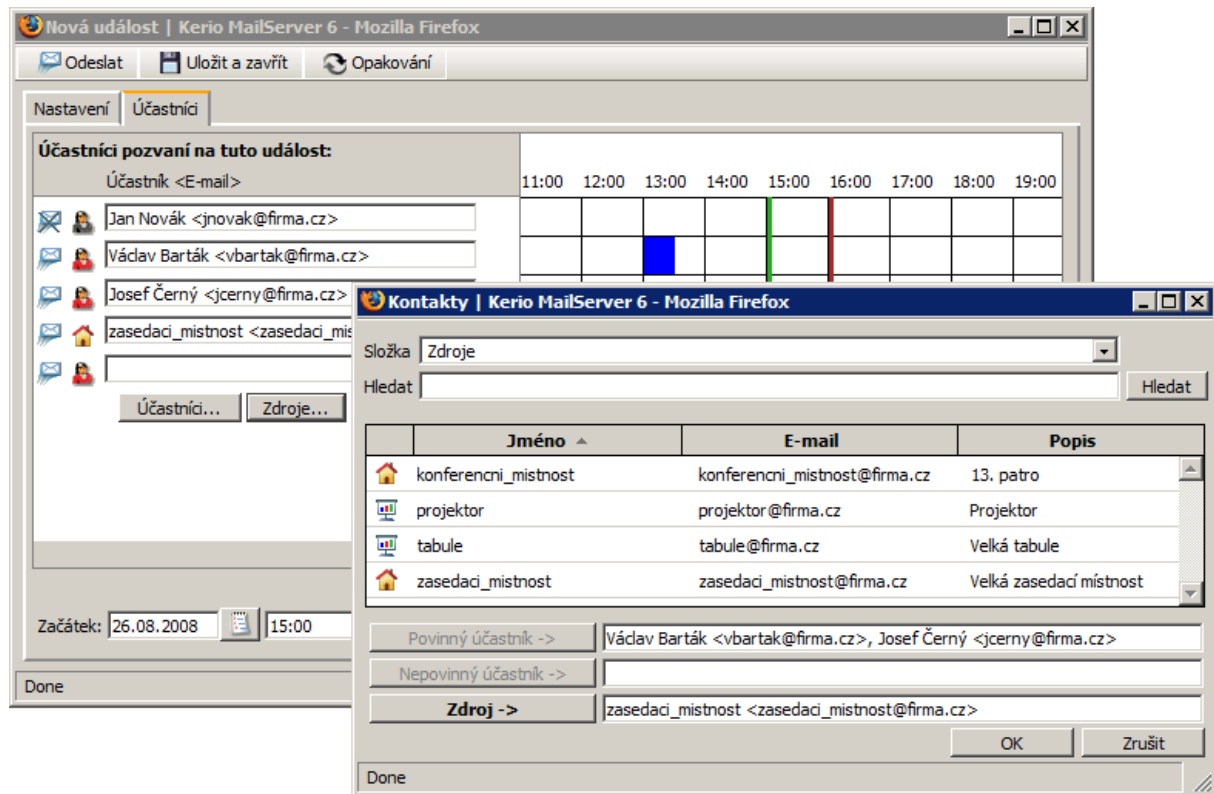 Nová událost | Kerio MailServer 6 - Mozilla Firefox
Odeslat Uložit a zavřít Opakování
Nastavení Účastníci
Účastníci pozvaní na tuto událost:
Účastník <E-mail>
11:00 12:00 13:00 14:00 15:00 16:00 17:00 18:00 19:00
Jan Novák <jnovak@firma.cz>
Václav Barták <vbartak@firma.cz>
Josef Černý <jcerny@firma.cz>
zasedaci_mistnost <zasedaci_mis
Účastníci... Zdroje...
Začátek: 26.08.2008 15:00
Done
Kontakty | Kerio MailServer 6 - Mozilla Firefox
Složka Zdroje
Hledat Hledat
Jméno E-mail Popis
konferencni_mistnost konferencni_mistnost@firma.cz 13. patro
projektor projektor@firma.cz Projektor
tabule tabule@firma.cz Velká tabule
zasedaci_mistnost zasedaci_mistnost@firma.cz Velká zasedací místnost
Povinný účastník -> Václav Barták <vbartak@firma.cz>, Josef Černý <jcerny@firma.cz>
Nepovinný účastník ->
Zdroj -> zasedaci_mistnost <zasedaci_mistnost@firma.cz>
OK Zrušit
Done